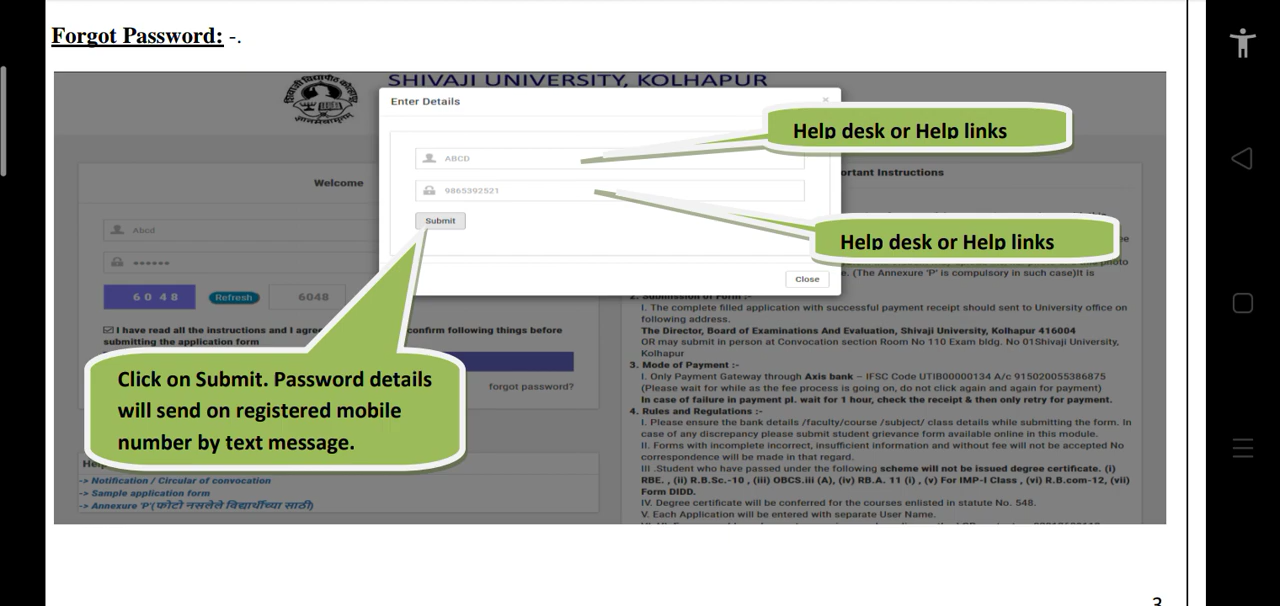 Forgot Password: -.
SHIVAJI UNIVERSITY, KOLHAPUR
Enter Details
×
ABCD
9865392521
Submit
Close
Help desk or Help links
Help desk or Help links
Welcome
Abcd
6 0 4 8
Refresh
6048
I have read all the instructions and I agree
confirm following things before
submitting the application form
forgot password?
Click on Submit. Password details
will send on registered mobile
number by text message.
-> Notification / Circular of convocation
-> Sample application form
-> Annexure 'P'( फोटो नसलेले विद्यार्थ्यांच्या साठी)
Instructions
photo
(The Annexure 'P' is compulsory in such case)It is
2. Submission of Form :-
I. The complete filled application with successful payment receipt should sent to University office on
following address.
The Director, Board of Examinations And Evaluation, Shivaji University, Kolhapur 416004
OR may submit in person at Convocation section Room No 110 Exam bldg. No 01Shivaji University,
Kolhapur
3. Mode of Payment :-
I. Only Payment Gateway through Axis bank – IFSC Code UTIB00000134 A/c 915020055386875
(Please wait for while as the fee process is going on, do not click again and again for payment)
In case of failure in payment pl. wait for 1 hour, check the receipt & then only retry for payment.
4. Rules and Regulations :-
I. Please ensure the bank details /faculty/course /subject/ class details while submitting the form. In
case of any discrepancy please submit student grievance form available online in this module.
II. Forms with incomplete incorrect, insufficient information and without fee will not be accepted No
correspondence will be made in that regard.
III .Student who have passed under the following scheme will not be issued degree certificate. (i)
RBE. , (ii) R.B.Sc.-10 , (iii) OBCS.iii (A), (iv) RB.A. 11 (i) , (v) For IMP-I Class , (vi) R.B.com-12, (vii)
Form DIDD.
IV. Degree certificate will be conferred for the courses enlisted in statute No. 548.
V. Each Application will be entered with separate User Name.
3